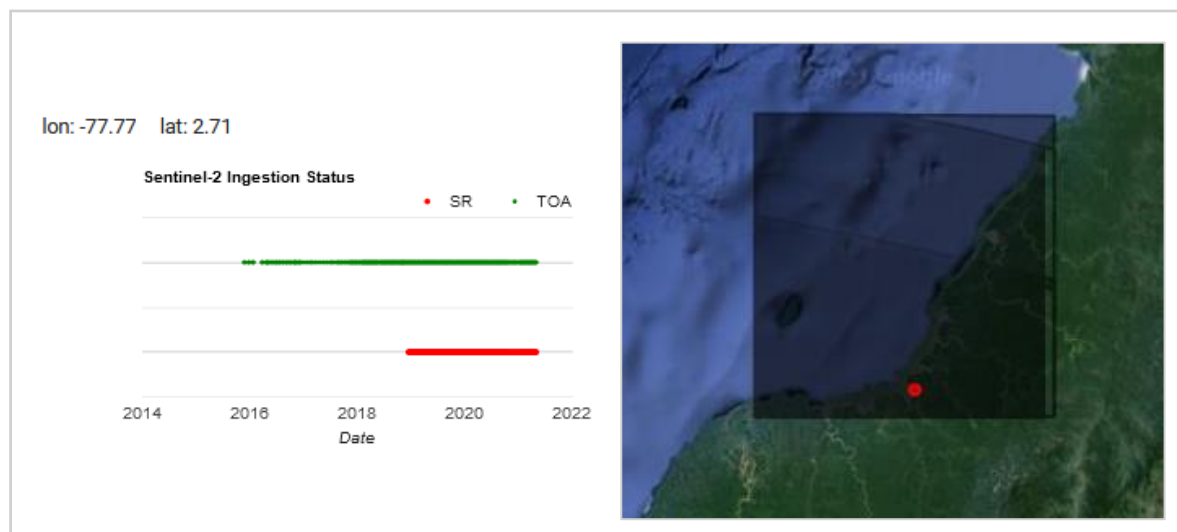 lon: -77.77 lat: 2.71
Sentinel-2 Ingestion Status
SR TOA
2014 2016 2018 2020 2022
Date